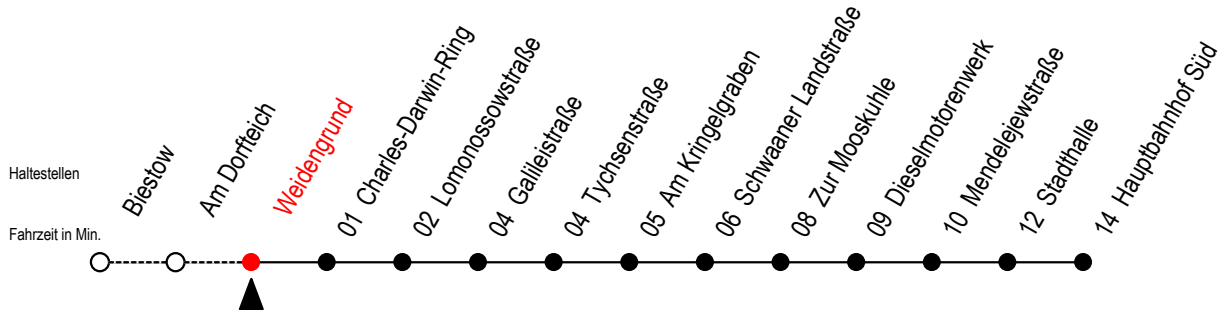 Haltestellen
Fahrzeit in Min.
Biestow
Am Dorfteich
Weidengrund
01 Charles-Darwin-Ring
02 Lomonossowstraße
04 Galileistraße
04 Tychsenstraße
05 Am Kringelgraben
06 Schwaaner Landstraße
08 Zur Mooskuhle
09 Dieselmotorenwerk
10 Mendelejewstraße
12 Stadthalle
14 Hauptbahnhof Süd